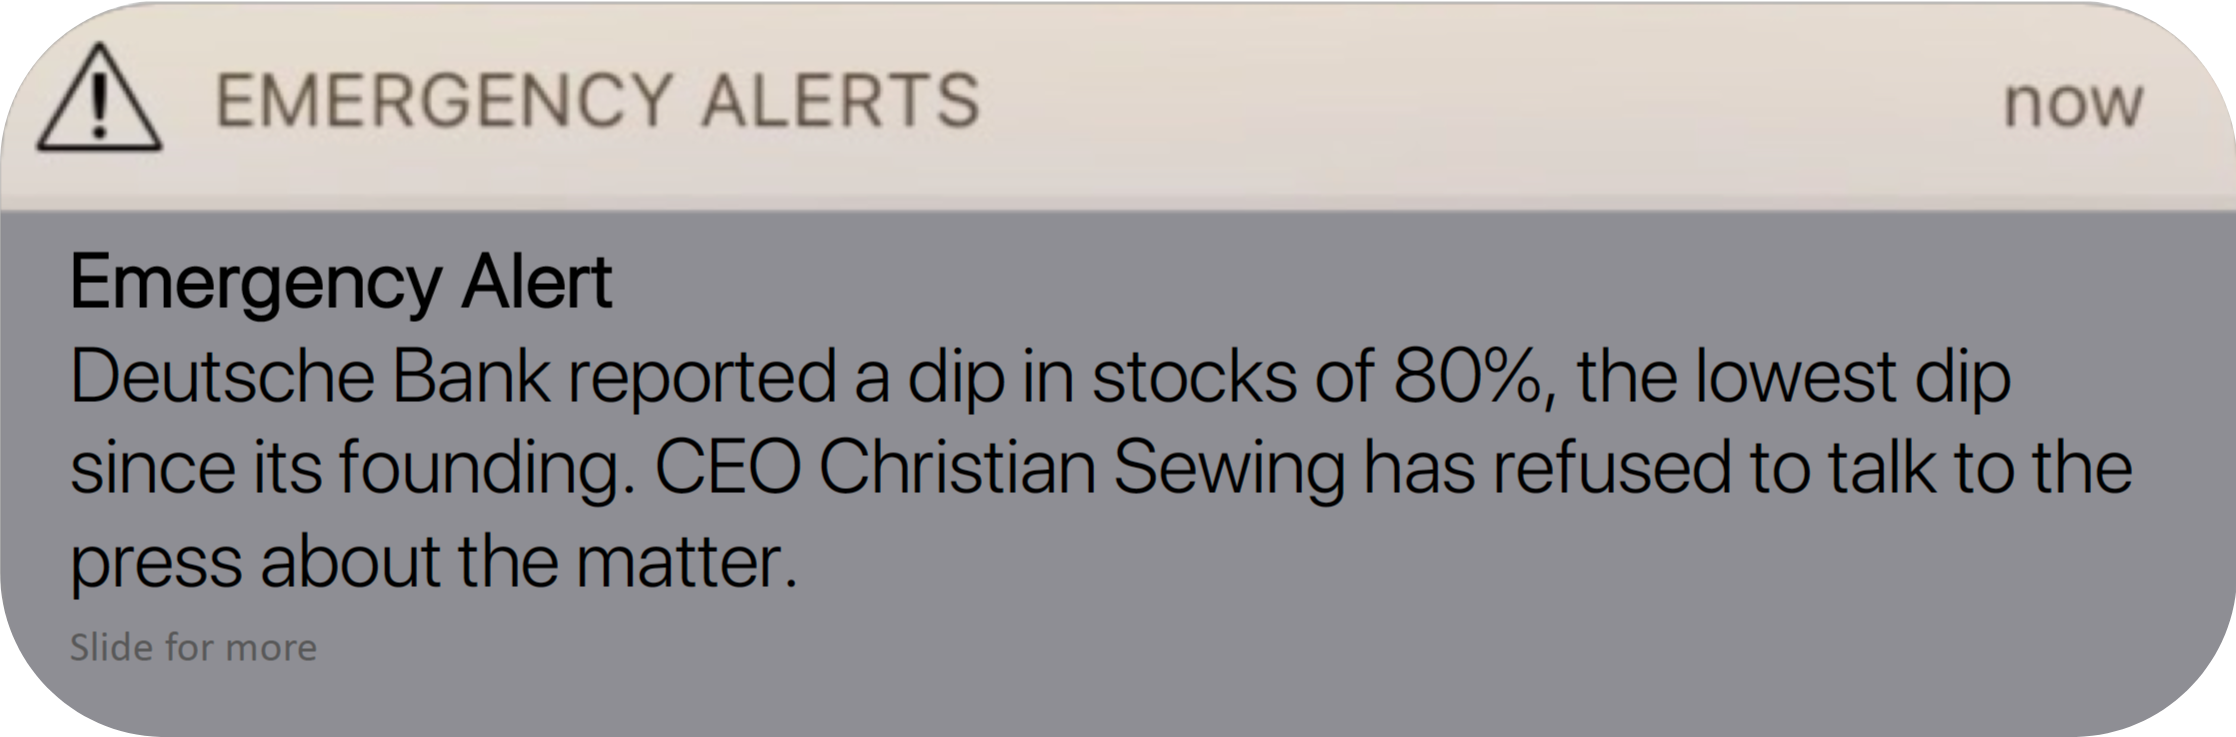 EMERGENCY ALERTS now
Emergency Alert
Deutsche Bank reported a dip in stocks of 80%, the lowest dip
since its founding. CEO Christian Sewing has refused to talk to the
press about the matter.
Slide for more